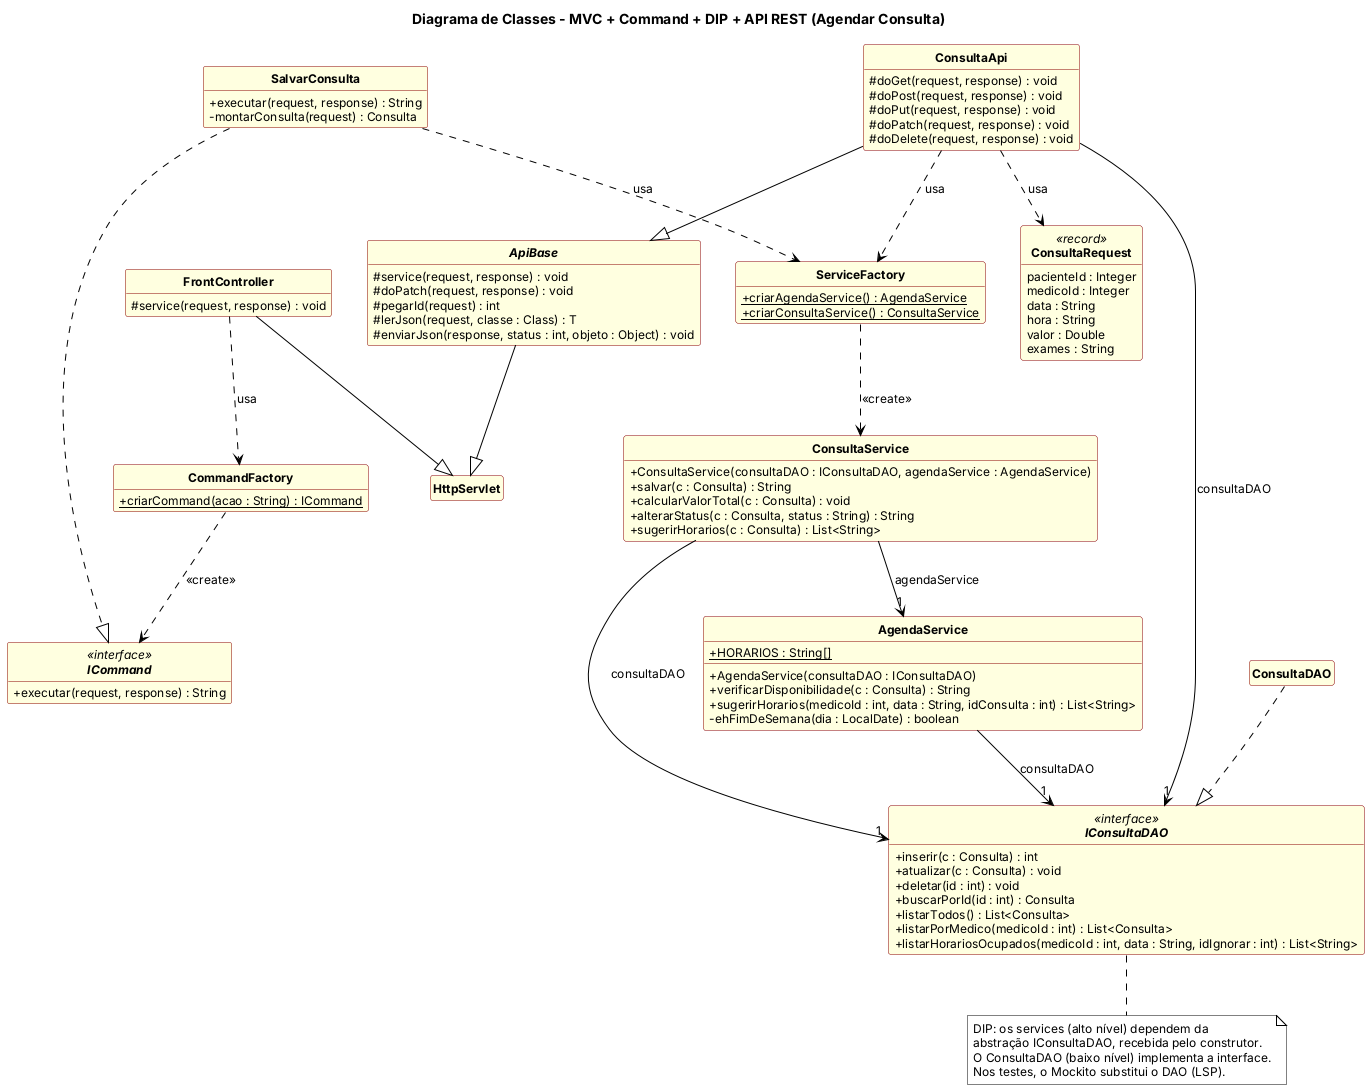 Diagrama de Classes - MVC + Command + DIP + API REST (Agendar Consulta)
SalvarConsulta
+executar(request, response) : String
-montarConsulta(request) : Consulta
ConsultaApi
#doGet(request, response) : void
#doPost(request, response) : void
#doPut(request, response) : void
#doPatch(request, response) : void
#doDelete(request, response) : void
usa
usa
usa
ApiBase
#service(request, response) : void
#doPatch(request, response) : void
#pegarId(request) : int
#lerJson(request, classe : Class) : T
#enviarJson(response, status : int, objeto : Object) : void
FrontController
#service(request, response) : void
ServiceFactory
+criarAgendaService() : AgendaService
+criarConsultaService() : ConsultaService
«record»
ConsultaRequest
pacienteId : Integer
medicoId : Integer
data : String
hora : String
valor : Double
exames : String
usa
«create»
CommandFactory
+criarCommand(acao : String) : ICommand
HttpServlet
ConsultaService
+ConsultaService(consultaDAO : IConsultaDAO, agendaService : AgendaService)
+salvar(c : Consulta) : String
+calcularValorTotal(c : Consulta) : void
+alterarStatus(c : Consulta, status : String) : String
+sugerirHorarios(c : Consulta) : List<String>
consultaDAO
«create»
agendaService
1
«interface»
ICommand
+executar(request, response) : String
consultaDAO
AgendaService
+HORARIOS : String[]
+AgendaService(consultaDAO : IConsultaDAO)
+verificarDisponibilidade(c : Consulta) : String
+sugerirHorarios(medicoId : int, data : String, idConsulta : int) : List<String>
-ehFimDeSemana(dia : LocalDate) : boolean
ConsultaDAO
consultaDAO
1
1
1
«interface»
IConsultaDAO
+inserir(c : Consulta) : int
+atualizar(c : Consulta) : void
+deletar(id : int) : void
+buscarPorId(id : int) : Consulta
+listarTodos() : List<Consulta>
+listarPorMedico(medicoId : int) : List<Consulta>
+listarHorariosOcupados(medicoId : int, data : String, idIgnorar : int) : List<String>
DIP: os services (alto nível) dependem da
abstração IConsultaDAO, recebida pelo construtor.
O ConsultaDAO (baixo nível) implementa a interface.
Nos testes, o Mockito substitui o DAO (LSP).